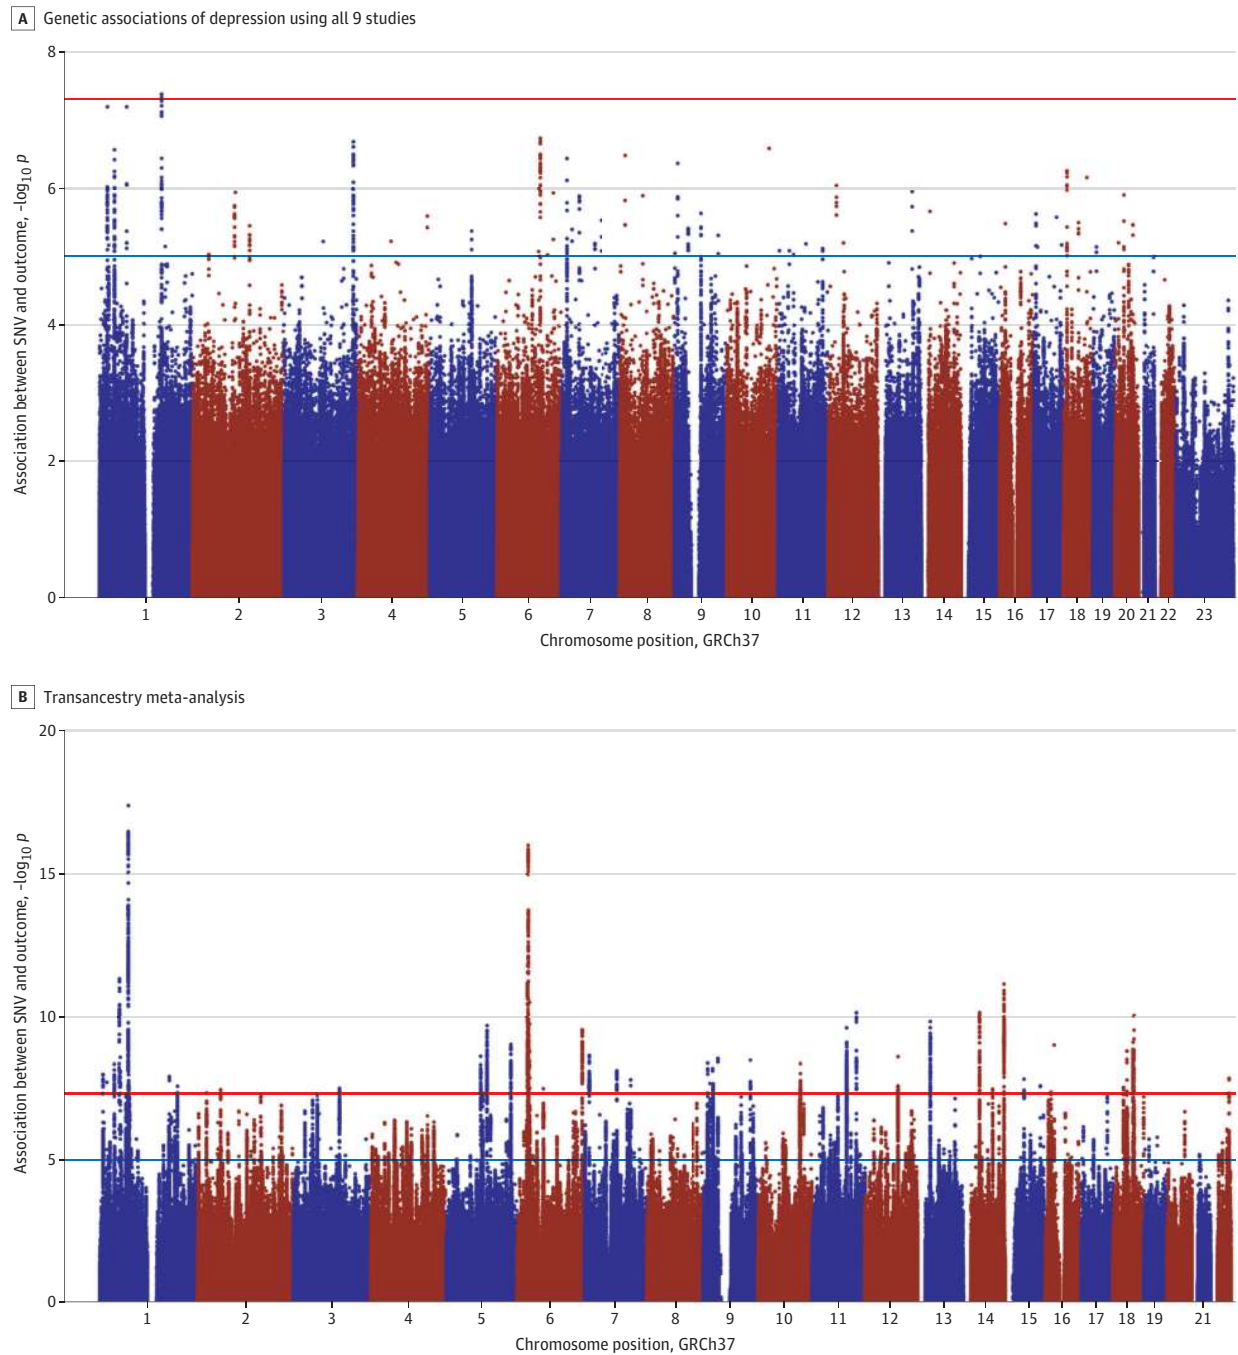 A Genetic associations of depression using all 9 studies
8
6
4
2
0
Association between SNV and outcome, -log10 p
1 2 3 4 5 6 7 8 9 10 11 12 13 14 15 16 17 18 19 20 21 22 23
Chromosome position, GRCh37
B Transancestry meta-analysis
20
15
10
5
0
Association between SNV and outcome, -log10 p
1 2 3 4 5 6 7 8 9 10 11 12 13 14 15 16 17 18 19 21
Chromosome position, GRCh37